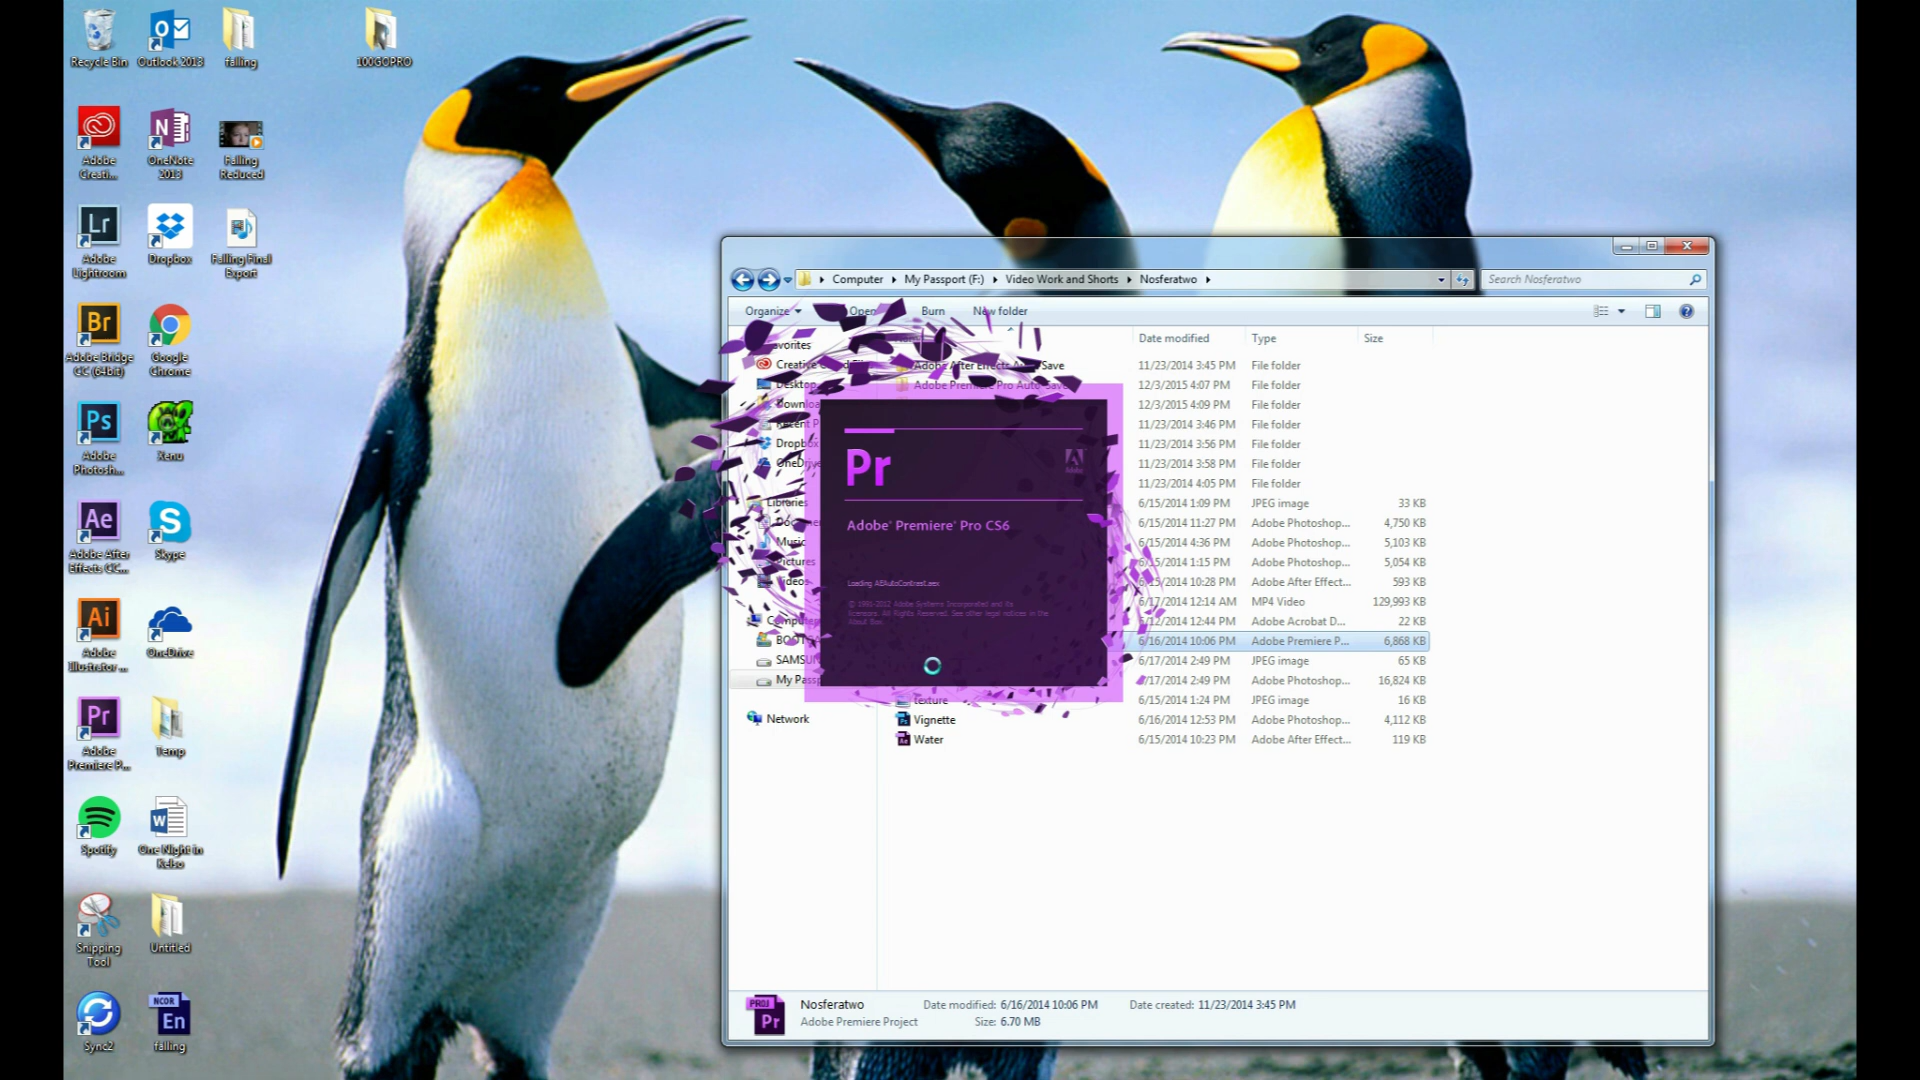 Recycle Bin
Outlook 2013
falling
100GOPRO
Adobe Creati...
OneNote 2013
Falling Reduced
Lr
Adobe Lightroom
Dropbox
Falling Final Export
Br
Adobe Bridge CC (64bit)
Google Chrome
Ps
Adobe Photosh...
Xenu
Ae
Adobe After Effects CC...
Skype
Ai
Adobe Illustrator ...
OneDrive
Pr
Adobe Premiere P...
Temp
Spotify
One Night in Kelso
Snipping Tool
Untitled
Sync2
NCOR
En
falling
Computer
My Passport (F:)
Video Work and Shorts
Nosferatwo
Search Nosferatwo
Organize
Open
Burn
New folder
Date modified
Type
Size
Adobe After Effects
Save
11/23/2014 3:45 PM File folder
Adobe Premiere Pro Auto-Save
12/3/2015 4:07 PM File folder
12/3/2015 4:09 PM File folder
11/23/2014 3:46 PM File folder
11/23/2014 3:56 PM File folder
11/23/2014 3:58 PM File folder
11/23/2014 4:05 PM File folder
6/15/2014 1:09 PM JPEG image 33 KB
6/15/2014 11:27 PM Adobe Photoshop... 4,750 KB
6/15/2014 4:36 PM Adobe Photoshop... 5,103 KB
6/15/2014 1:15 PM Adobe Photoshop... 5,054 KB
6/15/2014 10:28 PM Adobe After Effect... 593 KB
6/17/2014 12:14 AM MP4 Video 129,993 KB
6/12/2014 12:44 PM Adobe Acrobat D... 22 KB
6/16/2014 10:06 PM Adobe Premiere P... 6,868 KB
6/17/2014 2:49 PM JPEG image 65 KB
6/17/2014 2:49 PM Adobe Photoshop... 16,824 KB
texture 6/15/2014 1:24 PM JPEG image 16 KB
Vignette 6/16/2014 12:53 PM Adobe Photoshop... 4,112 KB
Water 6/15/2014 10:23 PM Adobe After Effect... 119 KB
Desktop
Libraries
Music
Pictures
Network
Pr
Adobe
Adobe® Premiere® Pro CS6
Loading AEAutoContrast.aex
© 1991-2012 Adobe Systems Incorporated and its
licensors. All Rights Reserved. See other legal notices in the
About Box.
PROJ
Pr
Nosferatwo
Date modified: 6/16/2014 10:06 PM
Date created: 11/23/2014 3:45 PM
Adobe Premiere Project
Size: 6.70 MB